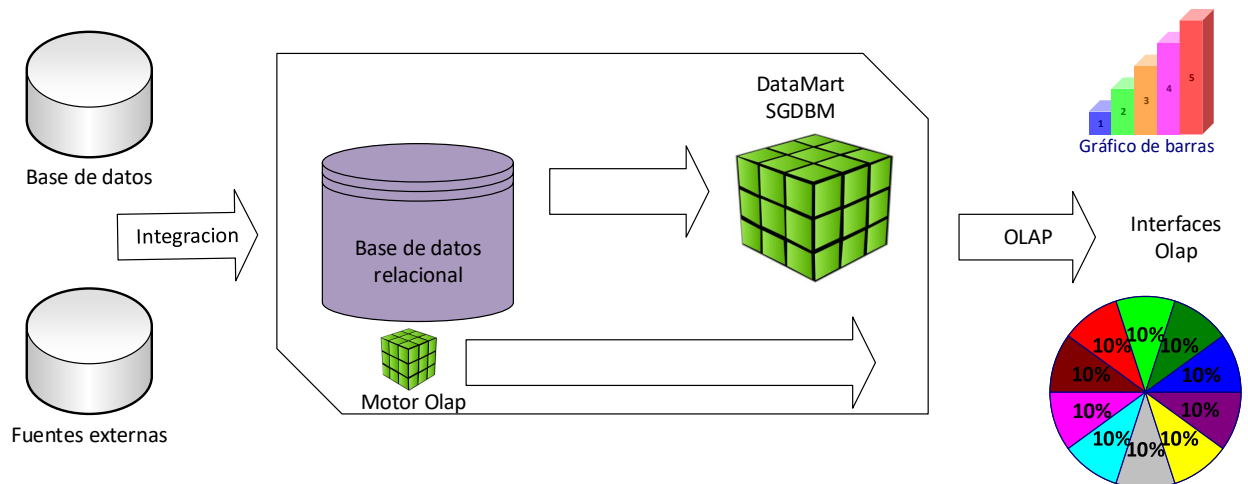 Base de datos
Integracion
Fuentes externas
Base de datos
relacional
Motor Olap
DataMart
SGDBM
OLAP
1
2
3
4
5
Gráfico de barras
Interfaces
Olap
10%
10%
10%
10%
10%
10%
10%
10%
10%
10%